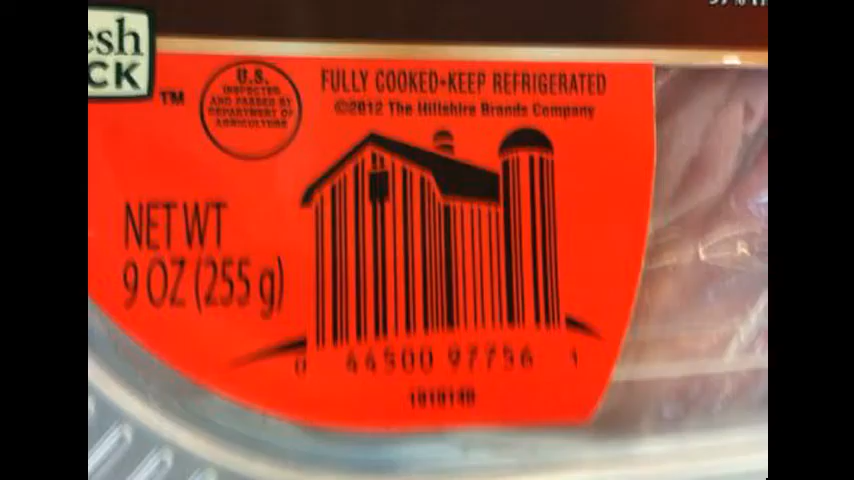 esh
CK
TM
U.S.
INSPECTED
AND PASSED BY
DEPARTMENT OF
AGRICULTURE
FULLY COOKED•KEEP REFRIGERATED
©2012 The Hillshire Brands Company
NET WT
9 OZ (255 g)
0 44500 97756 1